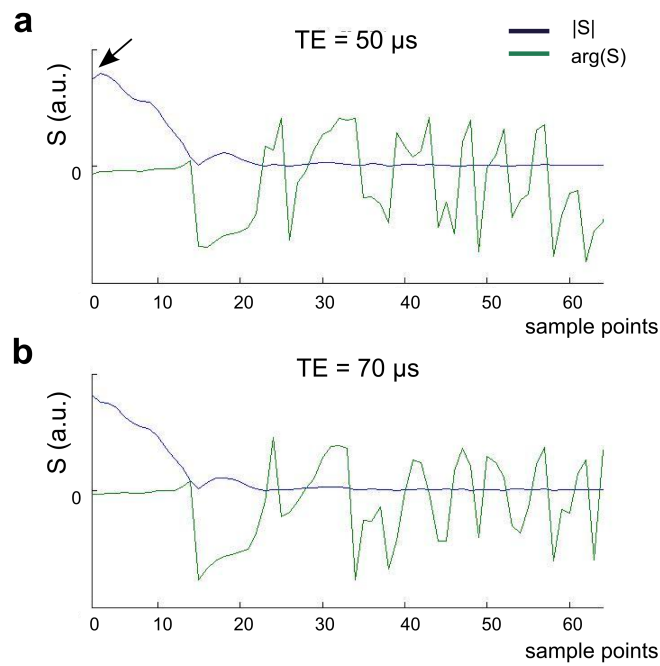 a
TE = 50 µs
|S|
arg(S)
S (a.u.)
0
0 10 20 30 40 50 60
sample points
b
TE = 70 µs
S (a.u.)
0
0 10 20 30 40 50 60
sample points